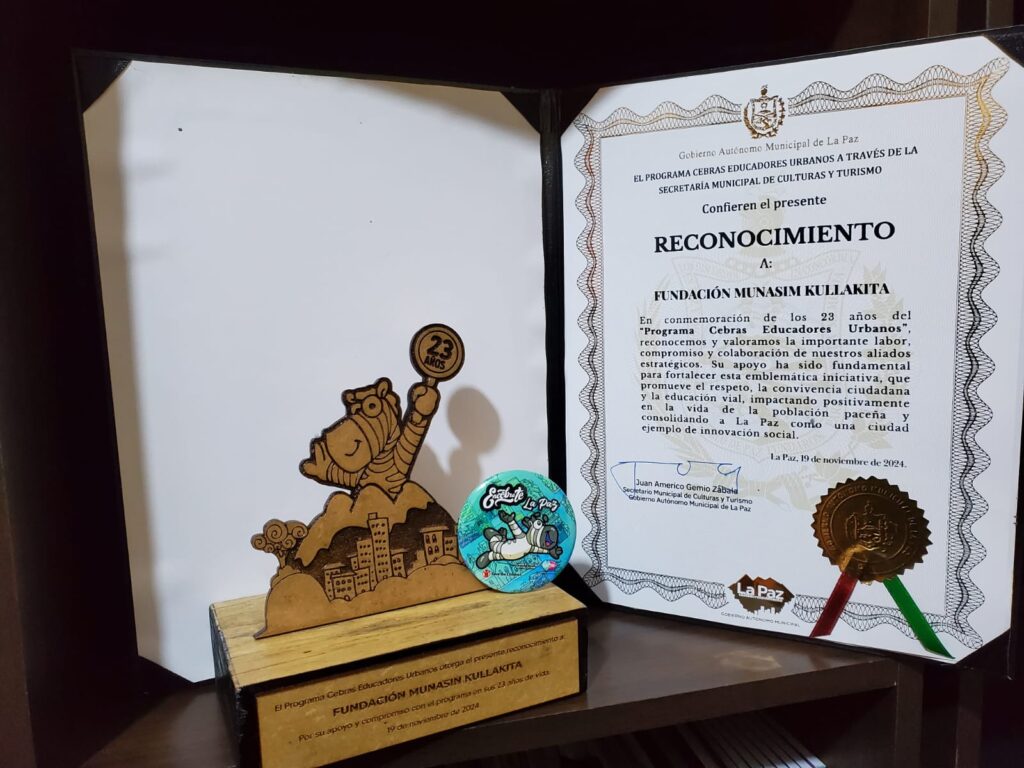 23
AÑOS
El Programa Cebras Educadores Urbanos otorga el presente reconocimiento a:
FUNDACIÓN MUNASIN KULLAKITA
Por su apoyo y compromiso con el programa en sus 23 años de vida.
19 de noviembre de 2024
La Paz
Gobierno Autónomo Municipal de La Paz
EL PROGRAMA CEBRAS EDUCADORES URBANOS A TRAVÉS DE LA
SECRETARÍA MUNICIPAL DE CULTURAS Y TURISMO
Confieren el presente
RECONOCIMIENTO
A:
FUNDACIÓN MUNASIM KULLAKITA
En conmemoración de los 23 años del
"Programa Cebras Educadores Urbanos",
reconocemos y valoramos la importante labor,
compromiso y colaboración de nuestros aliados
estratégicos. Su apoyo ha sido fundamental
para fortalecer esta emblemática iniciativa, que
promueve el respeto, la convivencia ciudadana
y la educación vial, impactando positivamente
en la vida de la población paceña y
consolidando a La Paz como una ciudad
ejemplo de innovación social.
La Paz, 19 de noviembre de 2024.
Juan Americo Gemio Zabala
Secretario Municipal de Culturas y Turismo
Gobierno Autónomo Municipal de La Paz
La Paz
GOBIERNO AUTÓNOMO MUNICIPAL